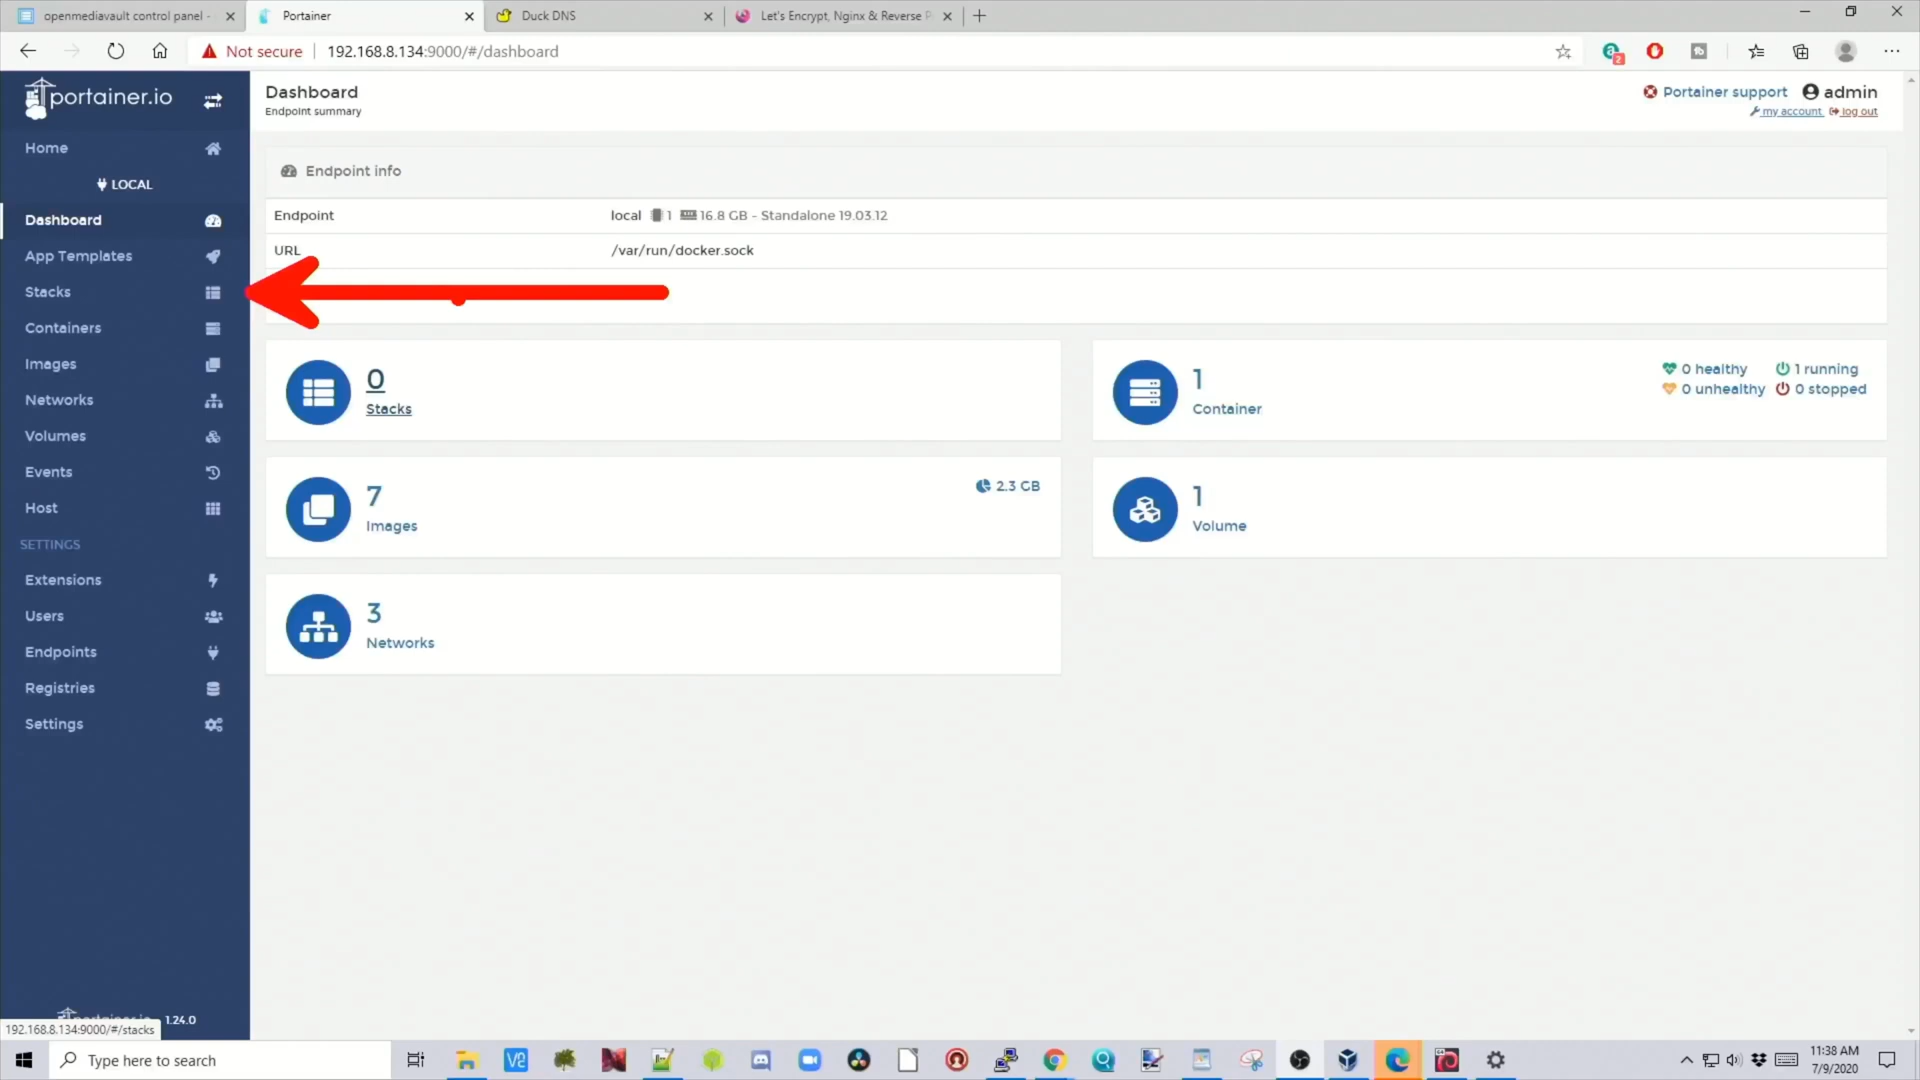 openmediavault control panel -
Portainer
Duck DNS
Let's Encrypt, Nginx & Reverse P
Not secure
192.168.8.134:9000/#/dashboard
2
portainer.io
Dashboard
Endpoint summary
Portainer support
admin
my account
log out
Home
LOCAL
Dashboard
App Templates
Stacks
Containers
Images
Networks
Volumes
Events
Host
SETTINGS
Extensions
Users
Endpoints
Registries
Settings
Endpoint info
Endpoint
local 1 16.8 GB - Standalone 19.03.12
URL
/var/run/docker.sock
0
Stacks
1
Container
0 healthy 1 running
0 unhealthy 0 stopped
7
Images
2.3 GB
1
Volume
3
Networks
1.24.0
192.168.8.134:9000/#/stacks
Type here to search
11:38 AM
7/9/2020